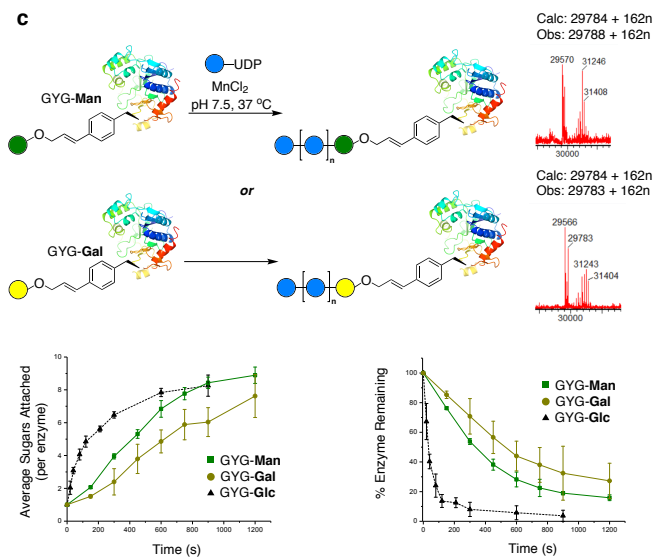 c
Calc: 29784 + 162n
Obs: 29788 + 162n
29570
31246
31408
30000
GYG-Man
–UDP
MnCl2
pH 7.5, 37 °C
O
n
O
or
Calc: 29784 + 162n
Obs: 29783 + 162n
29566
29783
31243
31404
30000
GYG-Gal
O
n
O
Average Sugars Attached
(per enzyme)
10
8
6
4
2
0
0 200 400 600 800 1000 1200
Time (s)
GYG-Man
GYG-Gal
GYG-Glc
% Enzyme Remaining
100
80
60
40
20
0
0 200 400 600 800 1000 1200
Time (s)
GYG-Man
GYG-Gal
GYG-Glc